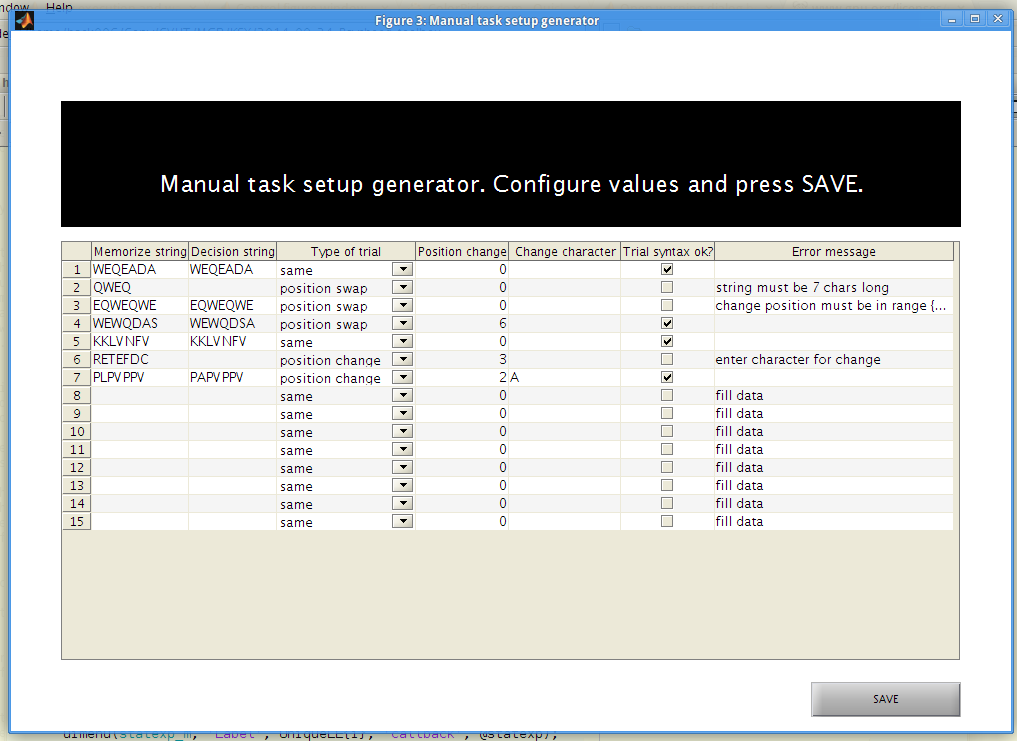 ndow Help
Figure 3: Manual task setup generator
Manual task setup generator. Configure values and press SAVE.
Memorize string Decision string Type of trial Position change Change character Trial syntax ok? Error message
1 WEQEADA WEQEADA same 0
2 QWEQ position swap 0 string must be 7 chars long
3 EQWEQWE EQWEQWE position swap 0 change position must be in range {...
4 WEWQDAS WEWQDSA position swap 6
5 KKLVNFV KKLVNFV same 0
6 RETEFDC position change 3 enter character for change
7 PLPVPPV PAPVPPV position change 2 A
8 same 0 fill data
9 same 0 fill data
10 same 0 fill data
11 same 0 fill data
12 same 0 fill data
13 same 0 fill data
14 same 0 fill data
15 same 0 fill data
SAVE